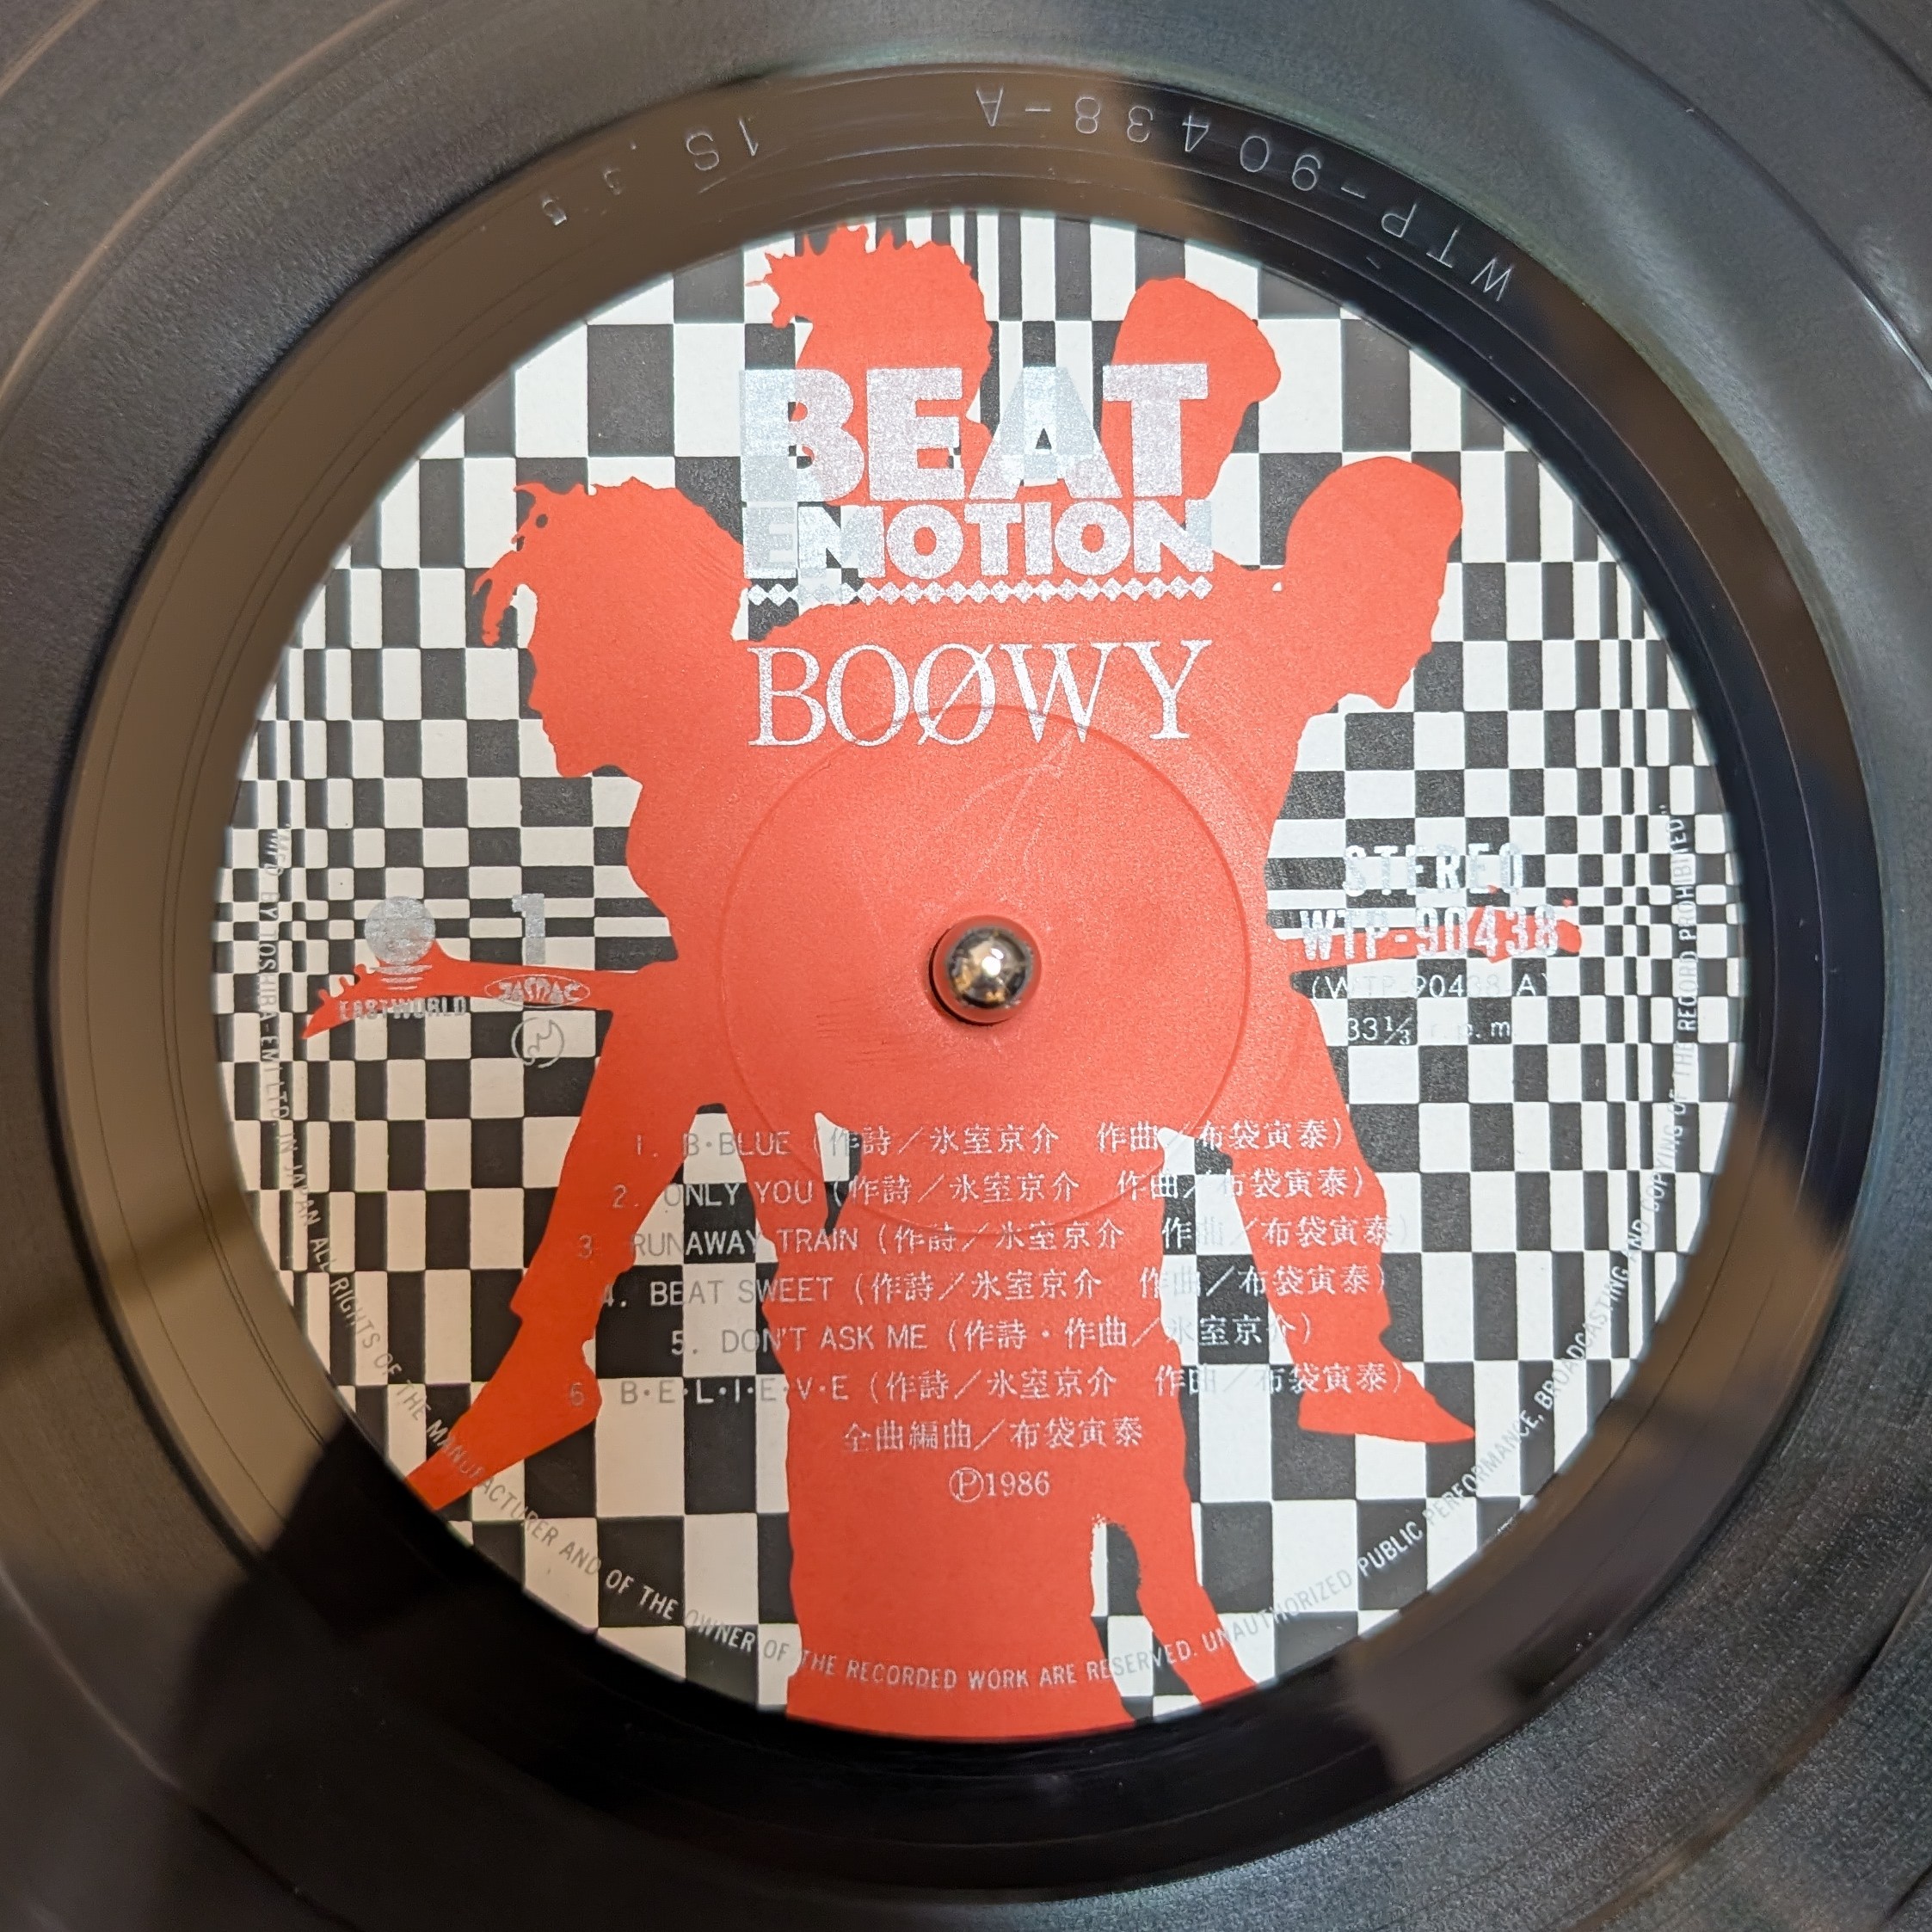 WTP-90438-A
1S
5
BEAT
EMOTION
BOØWY
1
EASTWORLD
STEREO
WTP-90438
(WTP-90438-A)
33⅓ r.p.m
1. B・BLUE (作詩/氷室京介 作曲/布袋寅泰)
2. ONLY YOU (作詩/氷室京介 作曲/布袋寅泰)
3 RUNAWAY TRAIN (作詩/氷室京介 作曲/布袋寅泰)
4. BEAT SWEET (作詩/氷室京介 作曲/布袋寅泰)
5. DON'T ASK ME (作詩・作曲/氷室京介)
6 B・E・L・I・E・V・E (作詩/氷室京介 作曲/布袋寅泰)
全曲編曲/布袋寅泰
Ⓟ1986
"MFD BY TOSHIBA-EMI LTD IN JAPAN ALL RIGHTS OF THE MANUFACTURER AND OF THE OWNER OF THE RECORDED WORK ARE RESERVED. UNAUTHORIZED PUBLIC PERFORMANCE, BROADCASTING AND COPYING OF THE RECORD PROHIBITED"